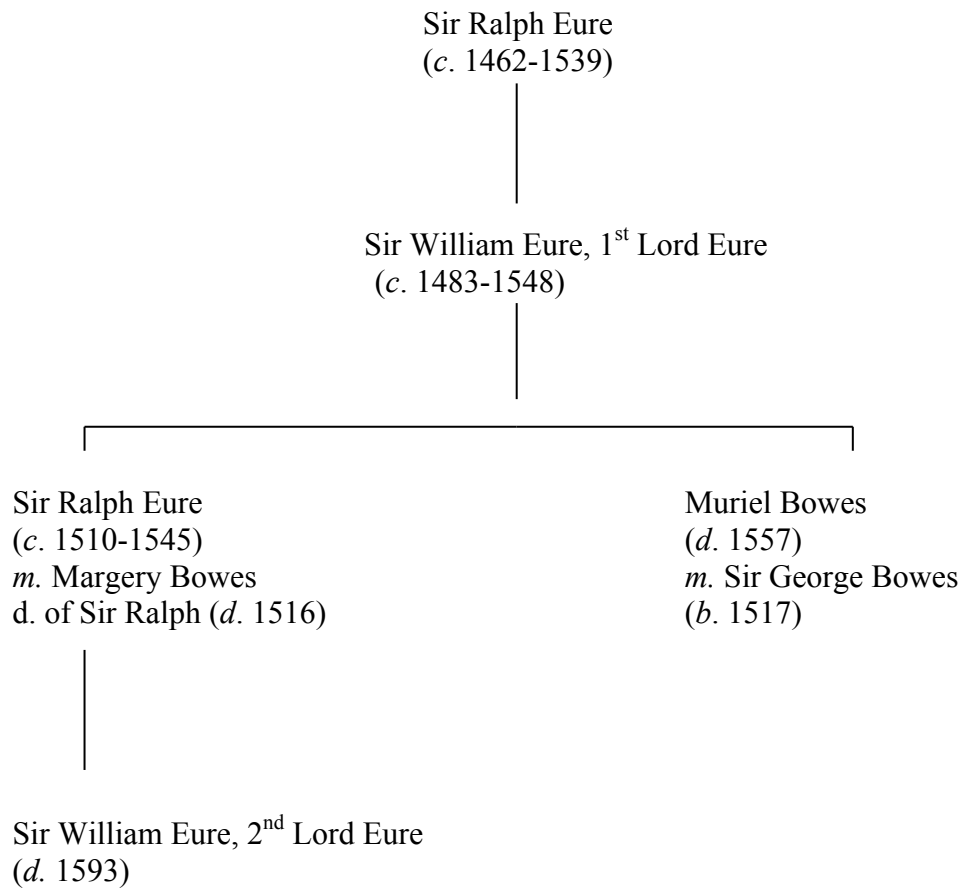 Sir Ralph Eure
(c. 1462-1539)
Sir William Eure, 1st Lord Eure
(c. 1483-1548)
Sir Ralph Eure
(c. 1510-1545)
m. Margery Bowes
d. of Sir Ralph (d. 1516)
Muriel Bowes
(d. 1557)
m. Sir George Bowes
(b. 1517)
Sir William Eure, 2nd Lord Eure
(d. 1593)